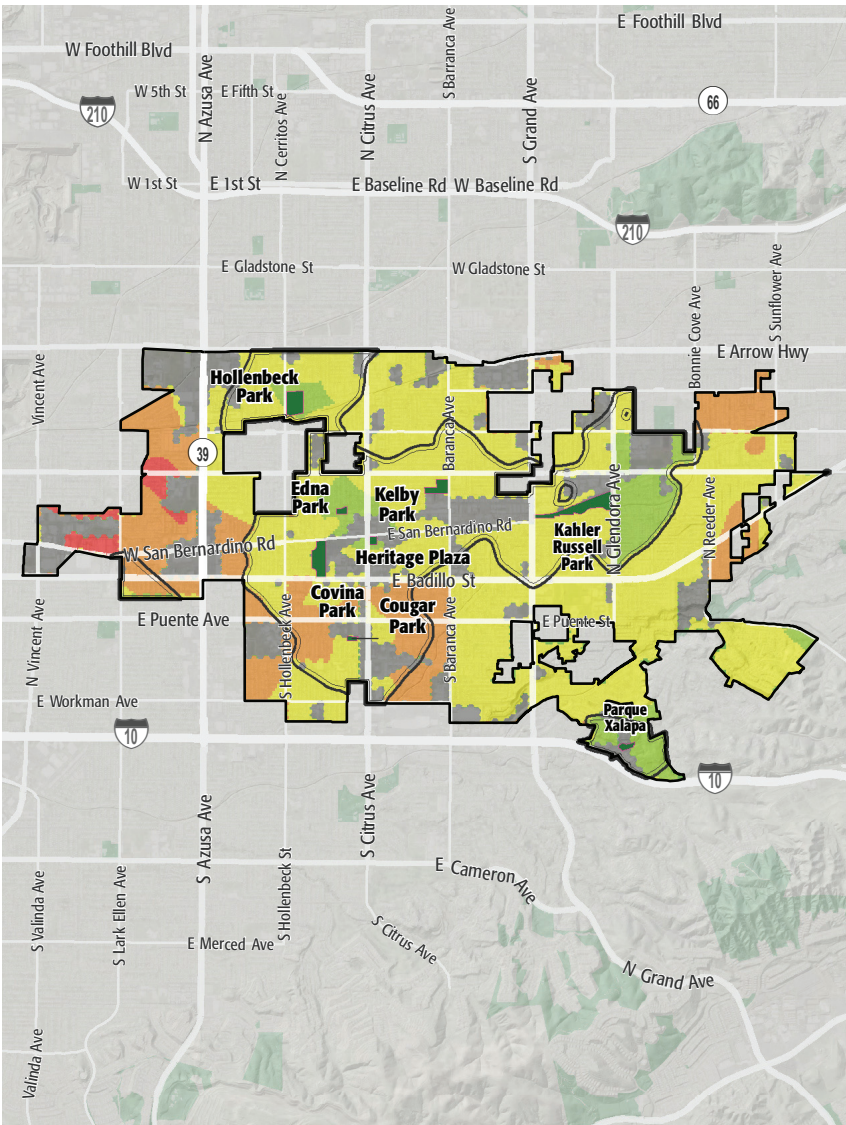 E Foothill Blvd
W Foothill Blvd
S Barranca Ave
N Azusa Ave
W 5th St
E Fifth St
N Citrus Ave
S Grand Ave
N Cerritos Ave
210
66
W 1st St
E 1st St
E Baseline Rd
W Baseline Rd
210
E Gladstone St
W Gladstone St
S Sunflower Ave
Bonnie Cove Ave
E Arrow Hwy
Vincent Ave
Hollenbeck
Park
Baranca Ave
39
Edna
Park
Kelby
Park
N Glendora Ave
N Reeder Ave
E San Bernardino Rd
Kahler
Russell
Park
W San Bernardino Rd
Heritage Plaza
E Badillo St
Covina
Park
Cougar
Park
N Vincent Ave
E Puente Ave
S Hollenbeck Ave
S Baranca Ave
E Puente St
E Workman Ave
Parque
Xalapa
10
10
S Azusa Ave
S Citrus Ave
E Cameron Ave
S Valinda Ave
S Lark Ellen Ave
S Hollenbeck St
E Merced Ave
S Citrus Ave
N Grand Ave
Valinda Ave